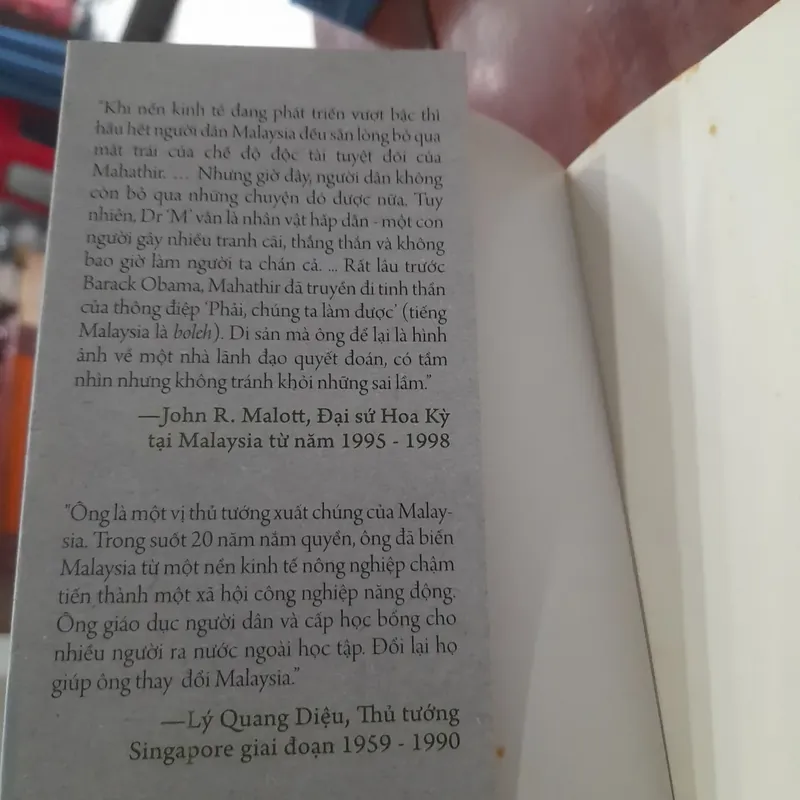 "Khi nền kinh tế đang phát triển vượt bậc thì
hầu hết người dân Malaysia đều sẵn lòng bỏ qua
mặt trái của chế độ độc tài tuyệt đối của
Mahathir. ... Nhưng giờ đây, người dân không
còn bỏ qua những chuyện đó được nữa. Tuy
nhiên, Dr 'M' vẫn là nhân vật hấp dẫn - một con
người gây nhiều tranh cãi, thẳng thắn và không
bao giờ làm người ta chán cả. ... Rất lâu trước
Barack Obama, Mahathir đã truyền đi tinh thần
của thông điệp 'Phải, chúng ta làm được' (tiếng
Malaysia là boleh). Di sản mà ông để lại là hình
ảnh về một nhà lãnh đạo quyết đoán, có tầm
nhìn nhưng không tránh khỏi những sai lầm."
—John R. Malott, Đại sứ Hoa Kỳ
tại Malaysia từ năm 1995 - 1998
"Ông là một vị thủ tướng xuất chúng của Malay-
sia. Trong suốt 20 năm nắm quyền, ông đã biến
Malaysia từ một nền kinh tế nông nghiệp chậm
tiến thành một xã hội công nghiệp năng động.
Ông giáo dục người dân và cấp học bổng cho
nhiều người ra nước ngoài học tập. Đổi lại họ
giúp ông thay đổi Malaysia."
—Lý Quang Diệu, Thủ tướng
Singapore giai đoạn 1959 - 1990